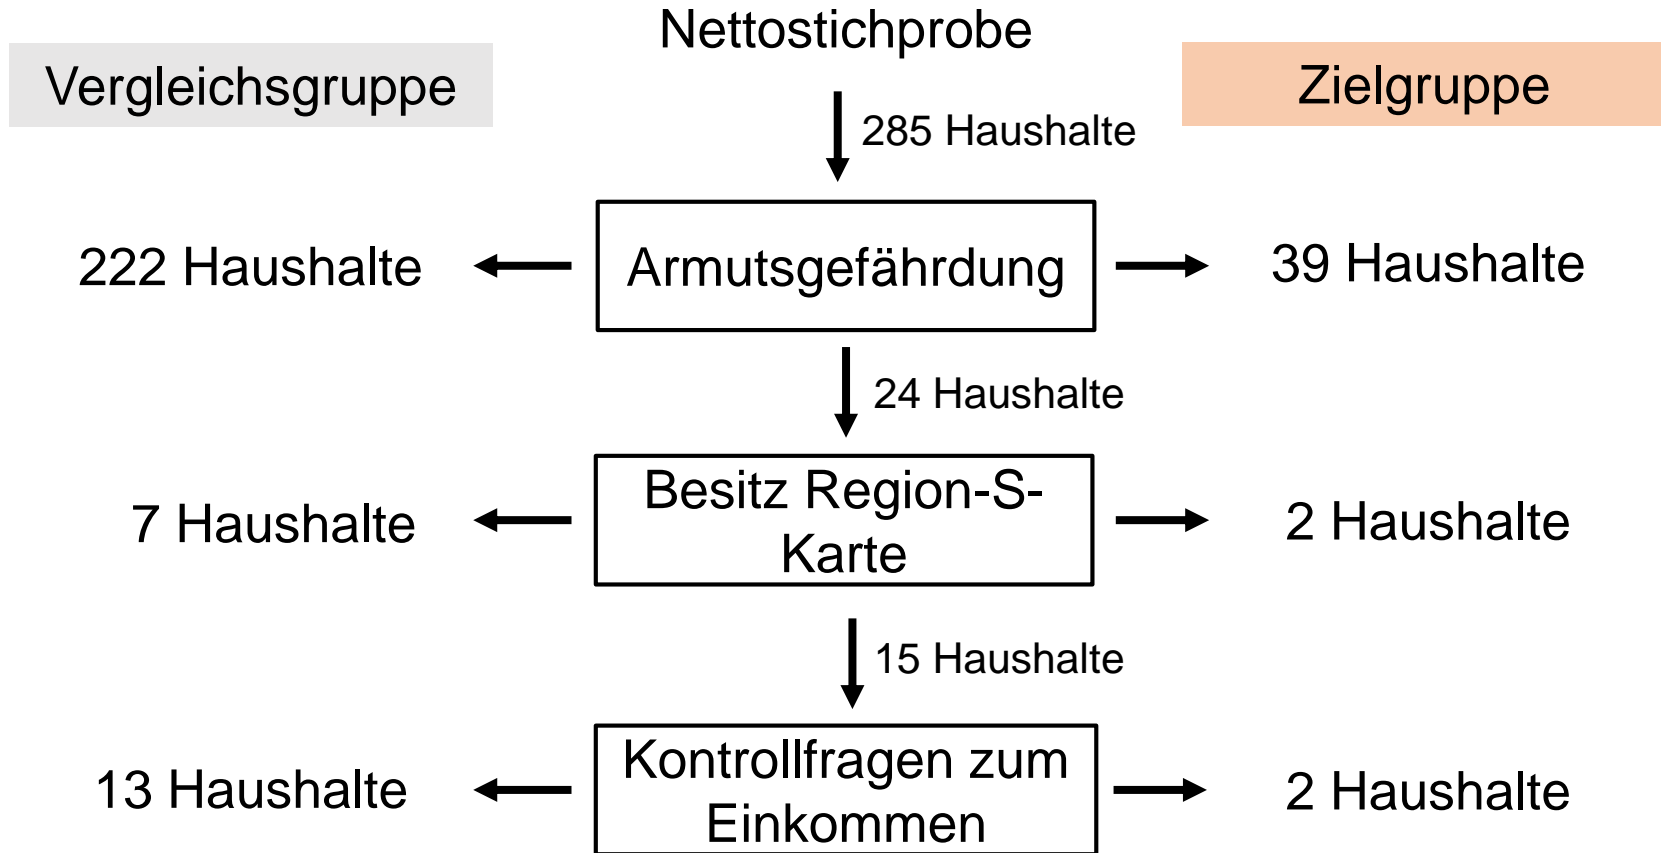 Nettostichprobe
Vergleichsgruppe
Zielgruppe
285 Haushalte
222 Haushalte
Armutsgefährdung
39 Haushalte
24 Haushalte
7 Haushalte
Besitz Region-S-
Karte
2 Haushalte
15 Haushalte
13 Haushalte
Kontrollfragen zum
Einkommen
2 Haushalte